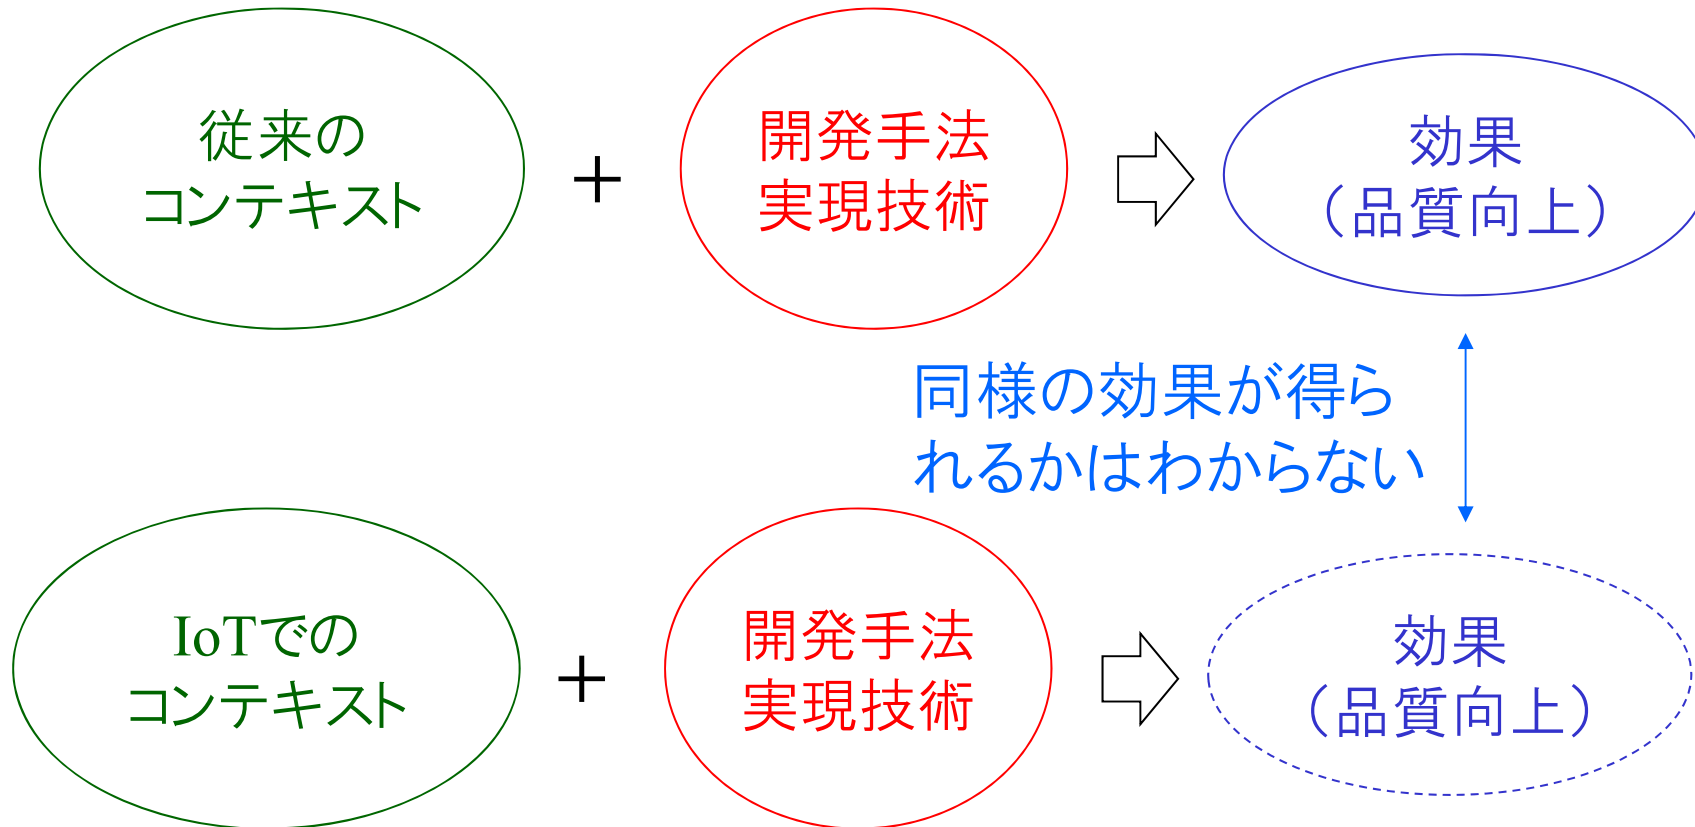 従来の
コンテキスト
+
開発手法
実現技術
効果
（品質向上）
同様の効果が得ら
れるかはわからない
IoTでの
コンテキスト
+
開発手法
実現技術
効果
（品質向上）